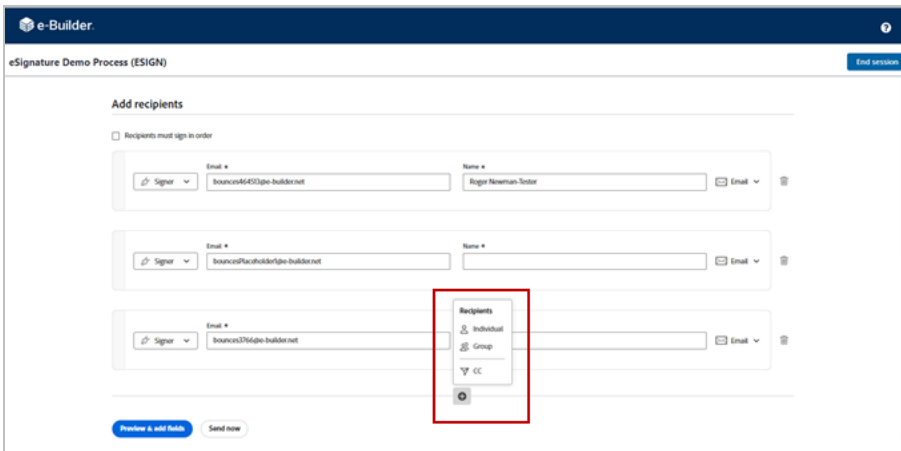 e-Builder.
eSignature Demo Process (ESIGN)
End session
Add recipients
Recipients must sign in order
Email *
Name *
Signer
bounces464513@e-builder.net
Roger Newman-Tester
Email
Email *
Name *
Signer
bouncesPlaceholder1@e-builder.net
Email
Email *
Signer
bounces3766@e-builder.net
Email
Recipients
Individual
Group
CC
Preview & add fields
Send now